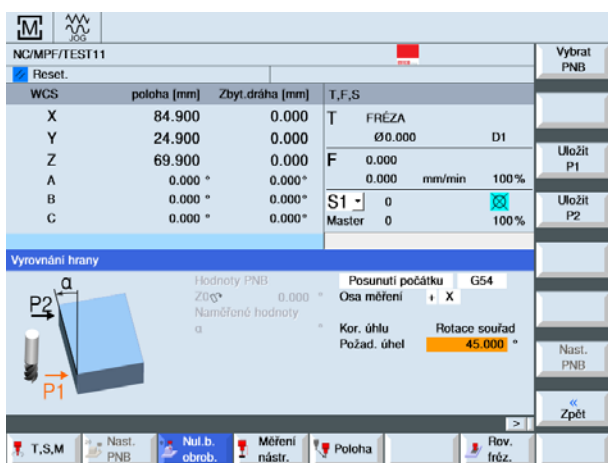 M
JOG
NC/MPF/TEST11
Reset.
WCS poloha [mm] Zbyt.dráha [mm] T,F,S
X 84.900 0.000
Y 24.900 0.000
Z 69.900 0.000
A 0.000 ° 0.000°
B 0.000 ° 0.000°
C 0.000 ° 0.000°
T FRÉZA
Ø0.000 D1
F 0.000
0.000 mm/min 100%
S1 0
Master 0 100%
Vyrovnání hrany
α
P2
P1
Hodnoty PNB
Z0 0.000 °
Naměřené hodnoty
α °
Posunutí počátku G54
Osa měření + X
Kor. úhlu Rotace souřad
Požad. úhel 45.000 °
>
Vybrat
PNB
Uložit
P1
Uložit
P2
Nast.
PNB
«
Zpět
T,S,M
Nast.
PNB
Nul.b.
obrob.
Měření
nástr.
Poloha
Rov.
fréz.